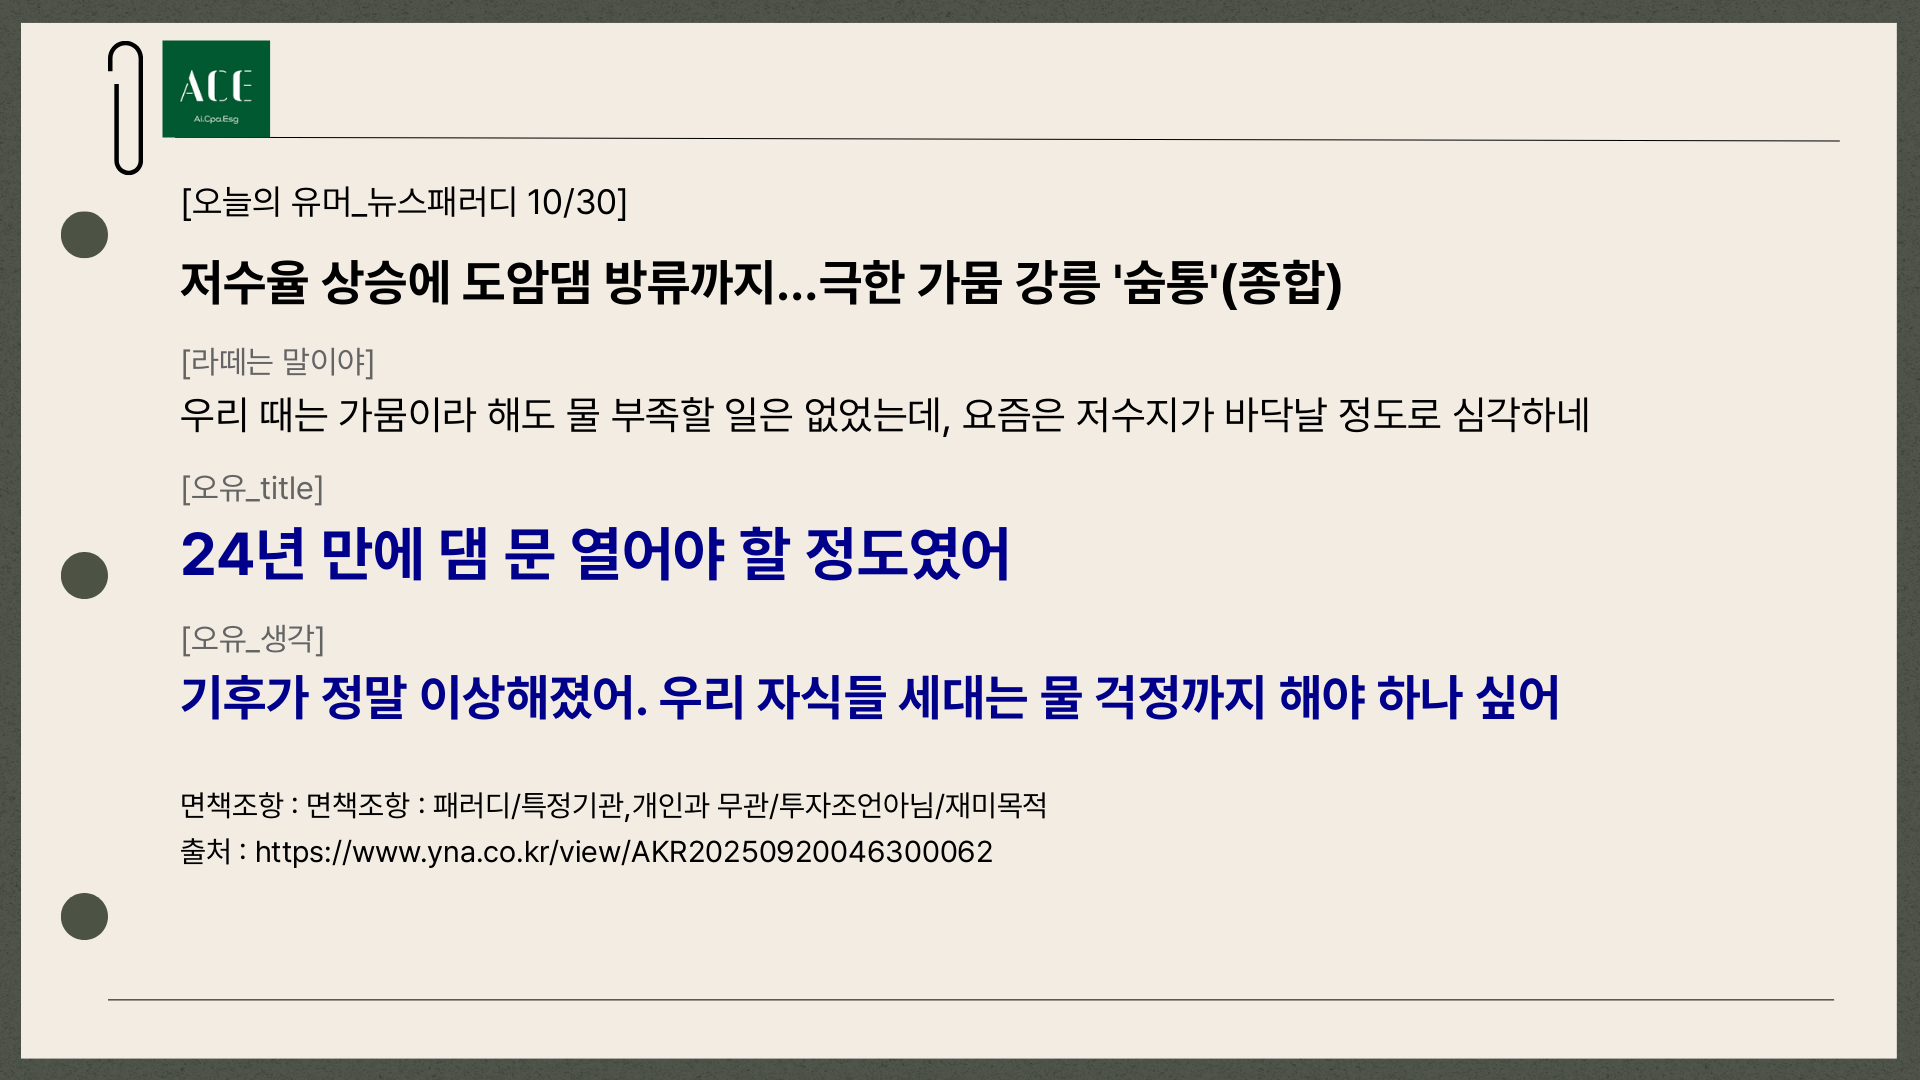 ACE
Ai.Cpa.Esg
[오늘의 유머_뉴스패러디 10/30]
저수율 상승에 도암댐 방류까지...극한 가뭄 강릉 '숨통'(종합)
[라떼는 말이야]
우리 때는 가뭄이라 해도 물 부족할 일은 없었는데, 요즘은 저수지가 바닥날 정도로 심각하네
[오유_title]
24년 만에 댐 문 열어야 할 정도였어
[오유_생각]
기후가 정말 이상해졌어. 우리 자식들 세대는 물 걱정까지 해야 하나 싶어
면책조항 : 면책조항 : 패러디/특정기관,개인과 무관/투자조언아님/재미목적
출처 : https://www.yna.co.kr/view/AKR20250920046300062